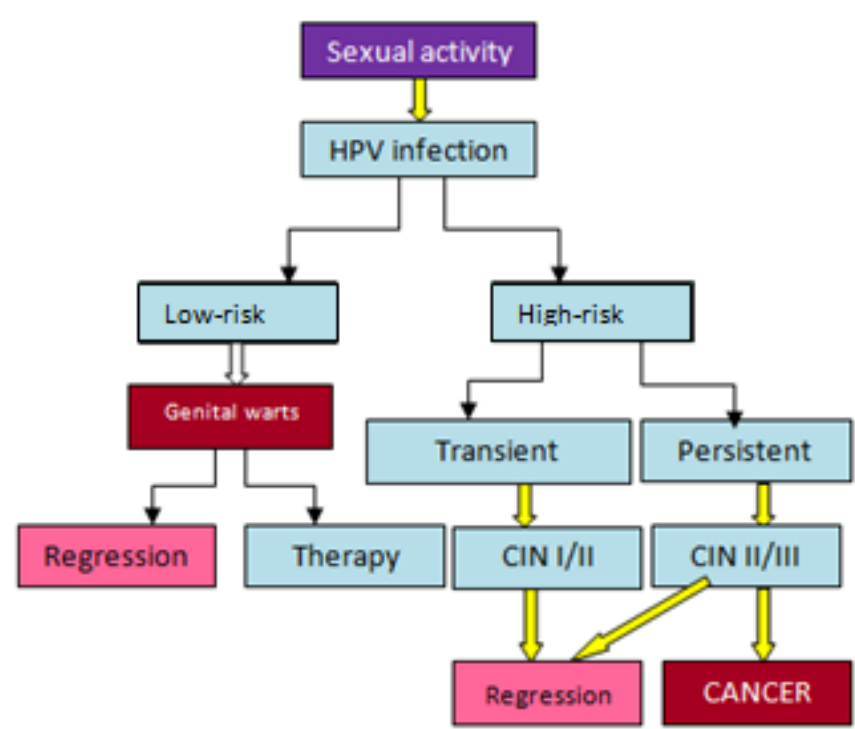 Sexual activity
HPV infection
Low-risk
High-risk
Genital warts
Transient
Persistent
Regression
Therapy
CIN I/II
CIN II/III
Regression
CANCER